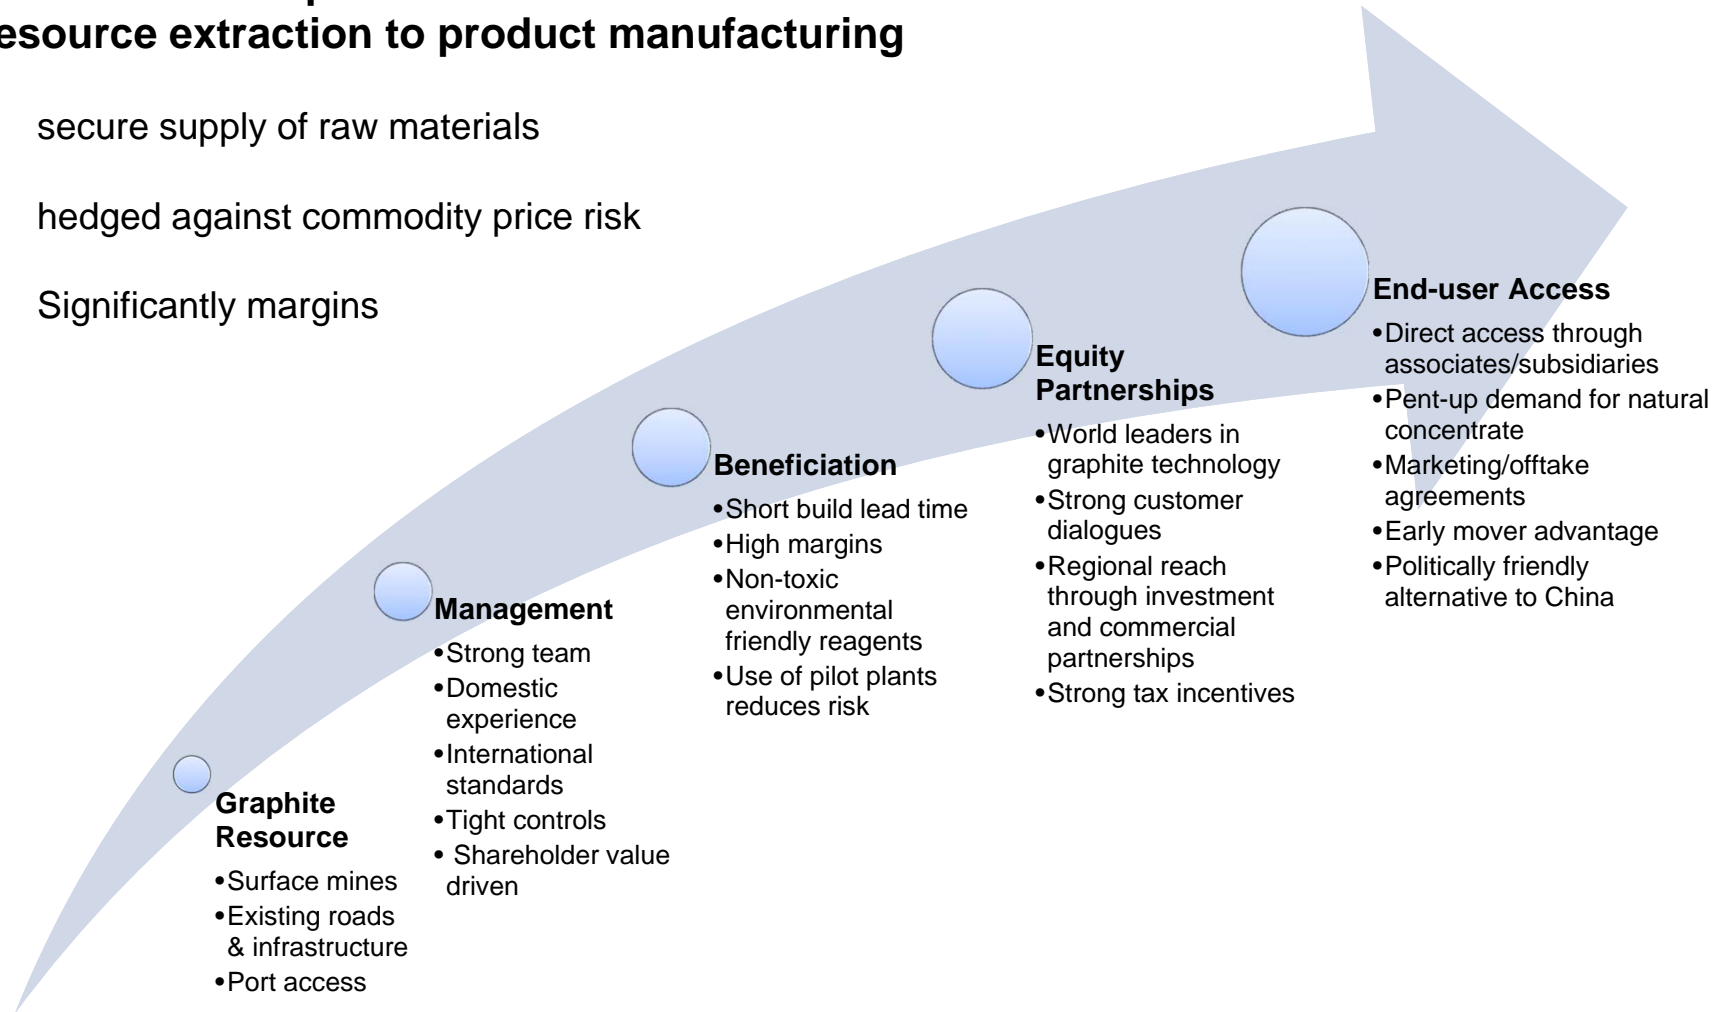 esource extraction to product manufacturing
secure supply of raw materials
hedged against commodity price risk
Significantly margins
Graphite
Resource
•Surface mines
•Existing roads
& infrastructure
•Port access
Management
•Strong team
•Domestic
experience
•International
standards
•Tight controls
• Shareholder value
driven
Beneficiation
•Short build lead time
•High margins
•Non-toxic
environmental
friendly reagents
•Use of pilot plants
reduces risk
Equity
Partnerships
•World leaders in
graphite technology
•Strong customer
dialogues
•Regional reach
through investment
and commercial
partnerships
•Strong tax incentives
End-user Access
•Direct access through
associates/subsidiaries
•Pent-up demand for natural
concentrate
•Marketing/offtake
agreements
•Early mover advantage
•Politically friendly
alternative to China